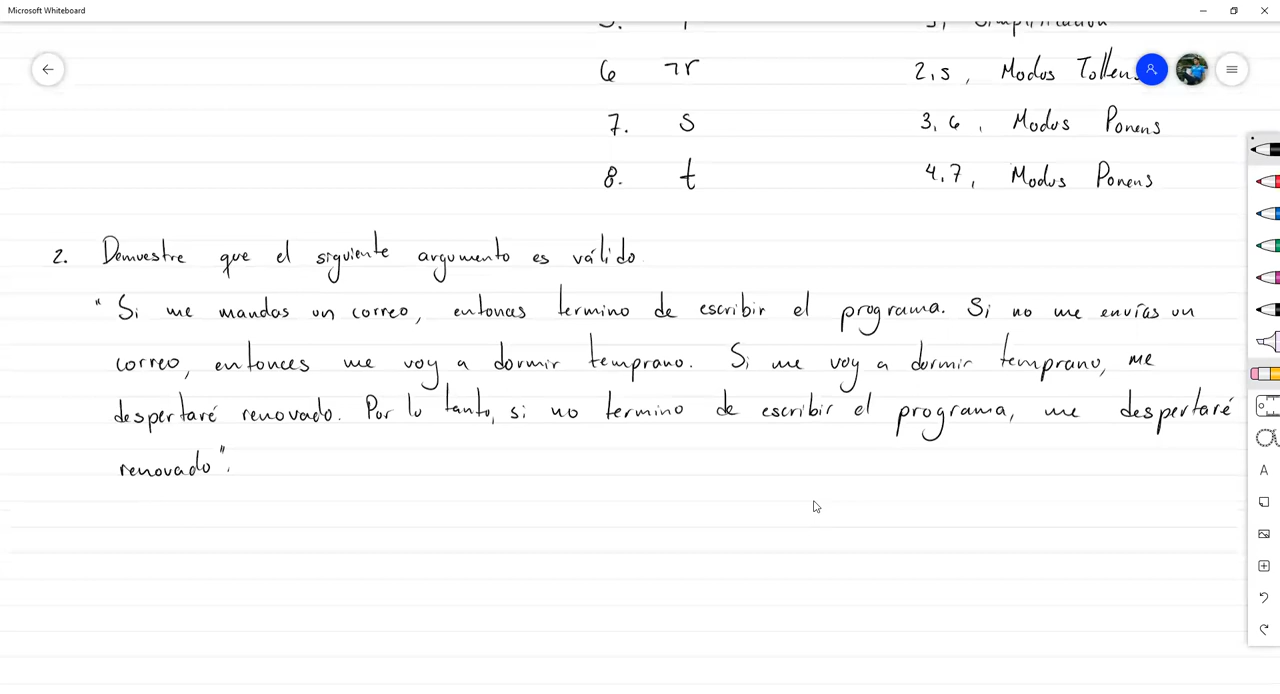 Microsoft Whiteboard
6 ¬r 2,5, Modus Tollens
7. s 3, 6, Modus Ponens
8. t 4,7, Modus Ponens
2. Demuestre que el siguiente argumento es válido.
"Si me mandas un correo, entonces termino de escribir el programa. Si no me envías un
correo, entonces me voy a dormir temprano. Si me voy a dormir temprano, me
despertaré renovado. Por lo tanto, si no termino de escribir el programa, me despertaré
renovado".
A